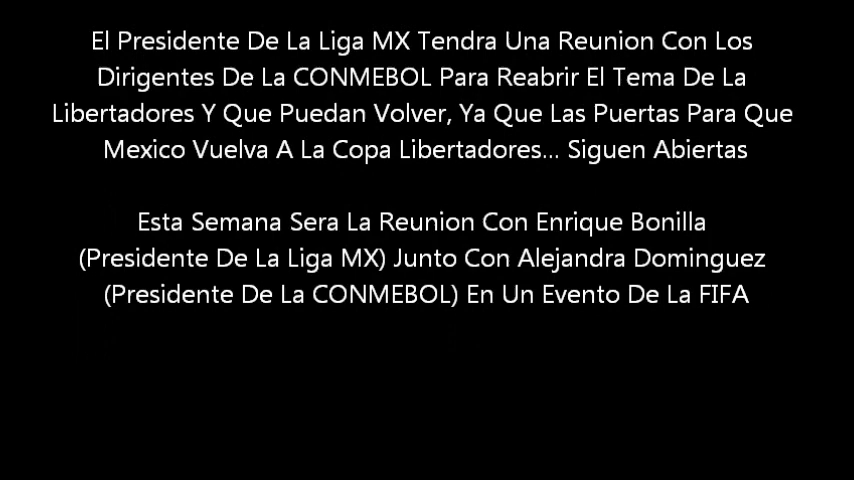 El Presidente De La Liga MX Tendra Una Reunion Con Los
Dirigentes De La CONMEBOL Para Reabrir El Tema De La
Libertadores Y Que Puedan Volver, Ya Que Las Puertas Para Que
Mexico Vuelva A La Copa Libertadores... Siguen Abiertas
Esta Semana Sera La Reunion Con Enrique Bonilla
(Presidente De La Liga MX) Junto Con Alejandra Dominguez
(Presidente De La CONMEBOL) En Un Evento De La FIFA